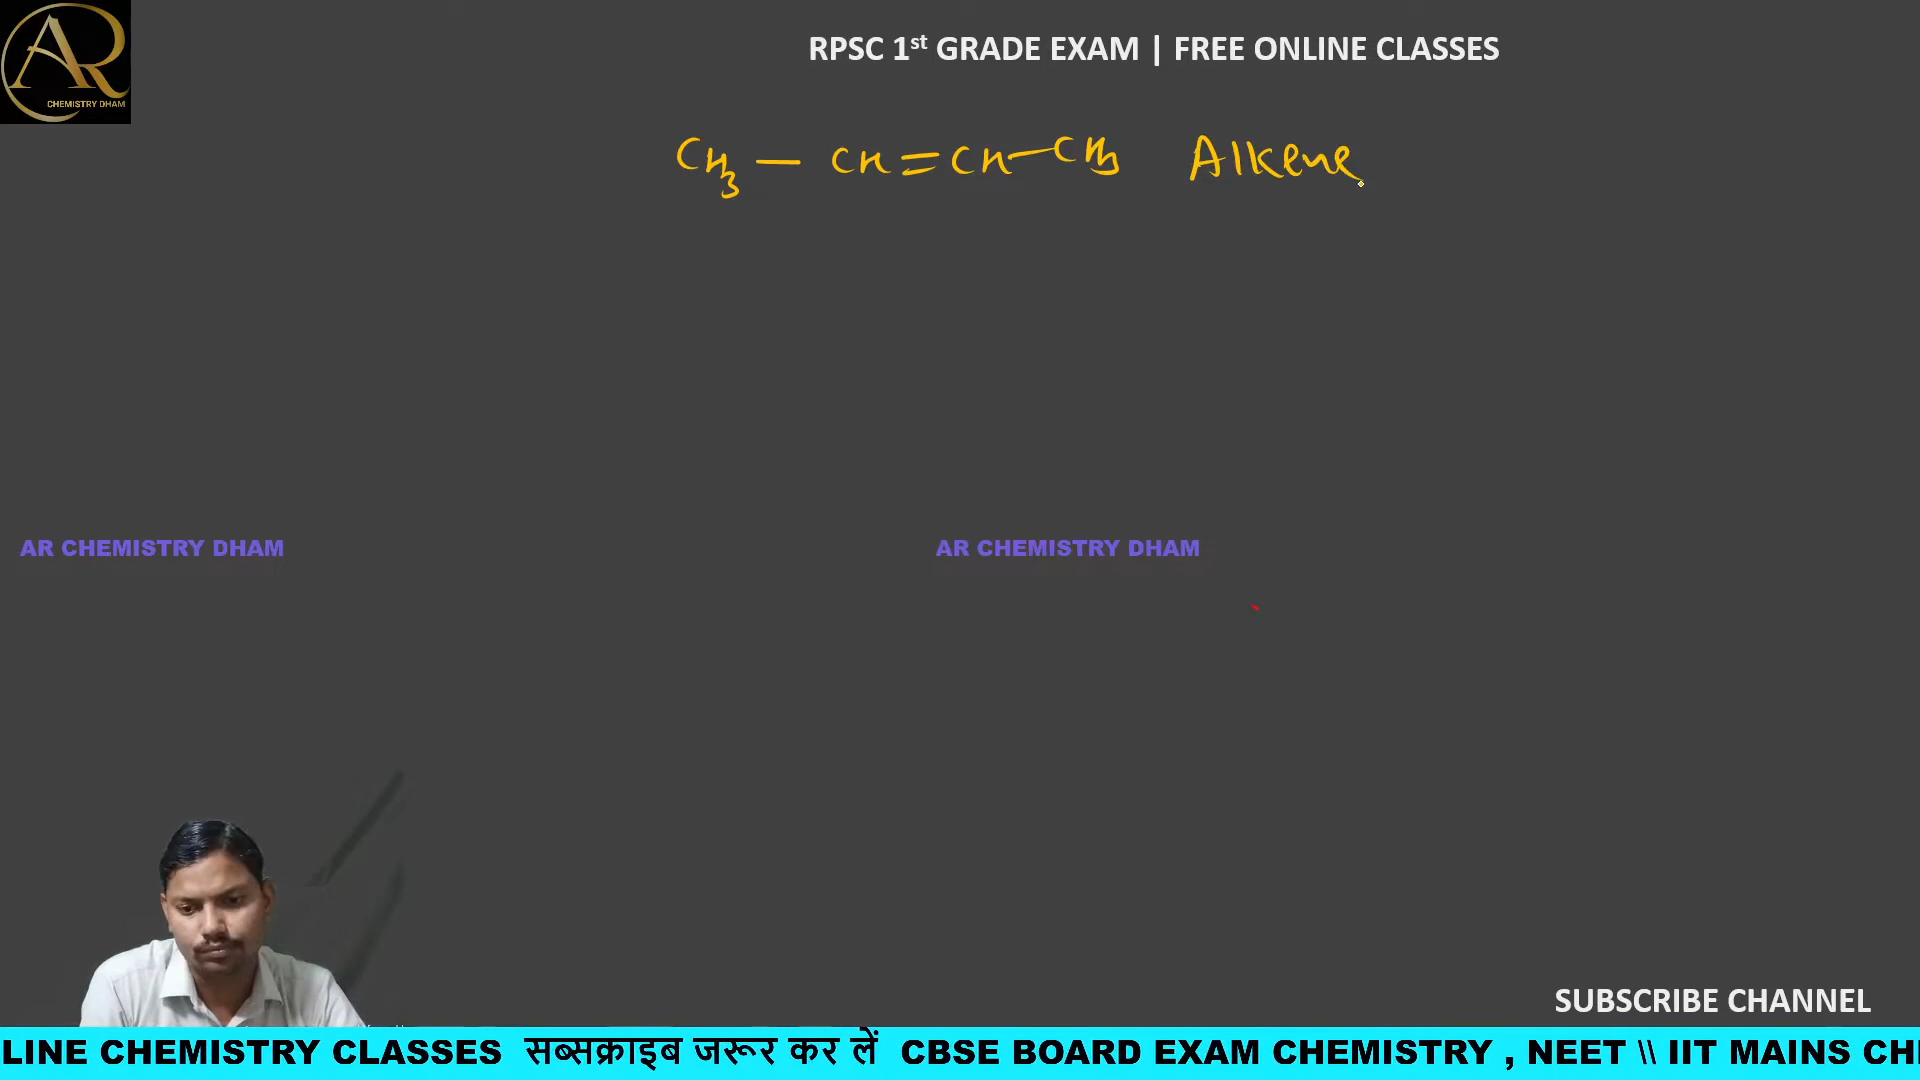 AR
CHEMISTRY DHAM
RPSC 1st GRADE EXAM | FREE ONLINE CLASSES
CH3 — CH=CH—CH3 Alkene
AR CHEMISTRY DHAM
AR CHEMISTRY DHAM
SUBSCRIBE CHANNEL
LINE CHEMISTRY CLASSES सब्सक्राइब जरूर कर लें CBSE BOARD EXAM CHEMISTRY , NEET \\ IIT MAINS CH